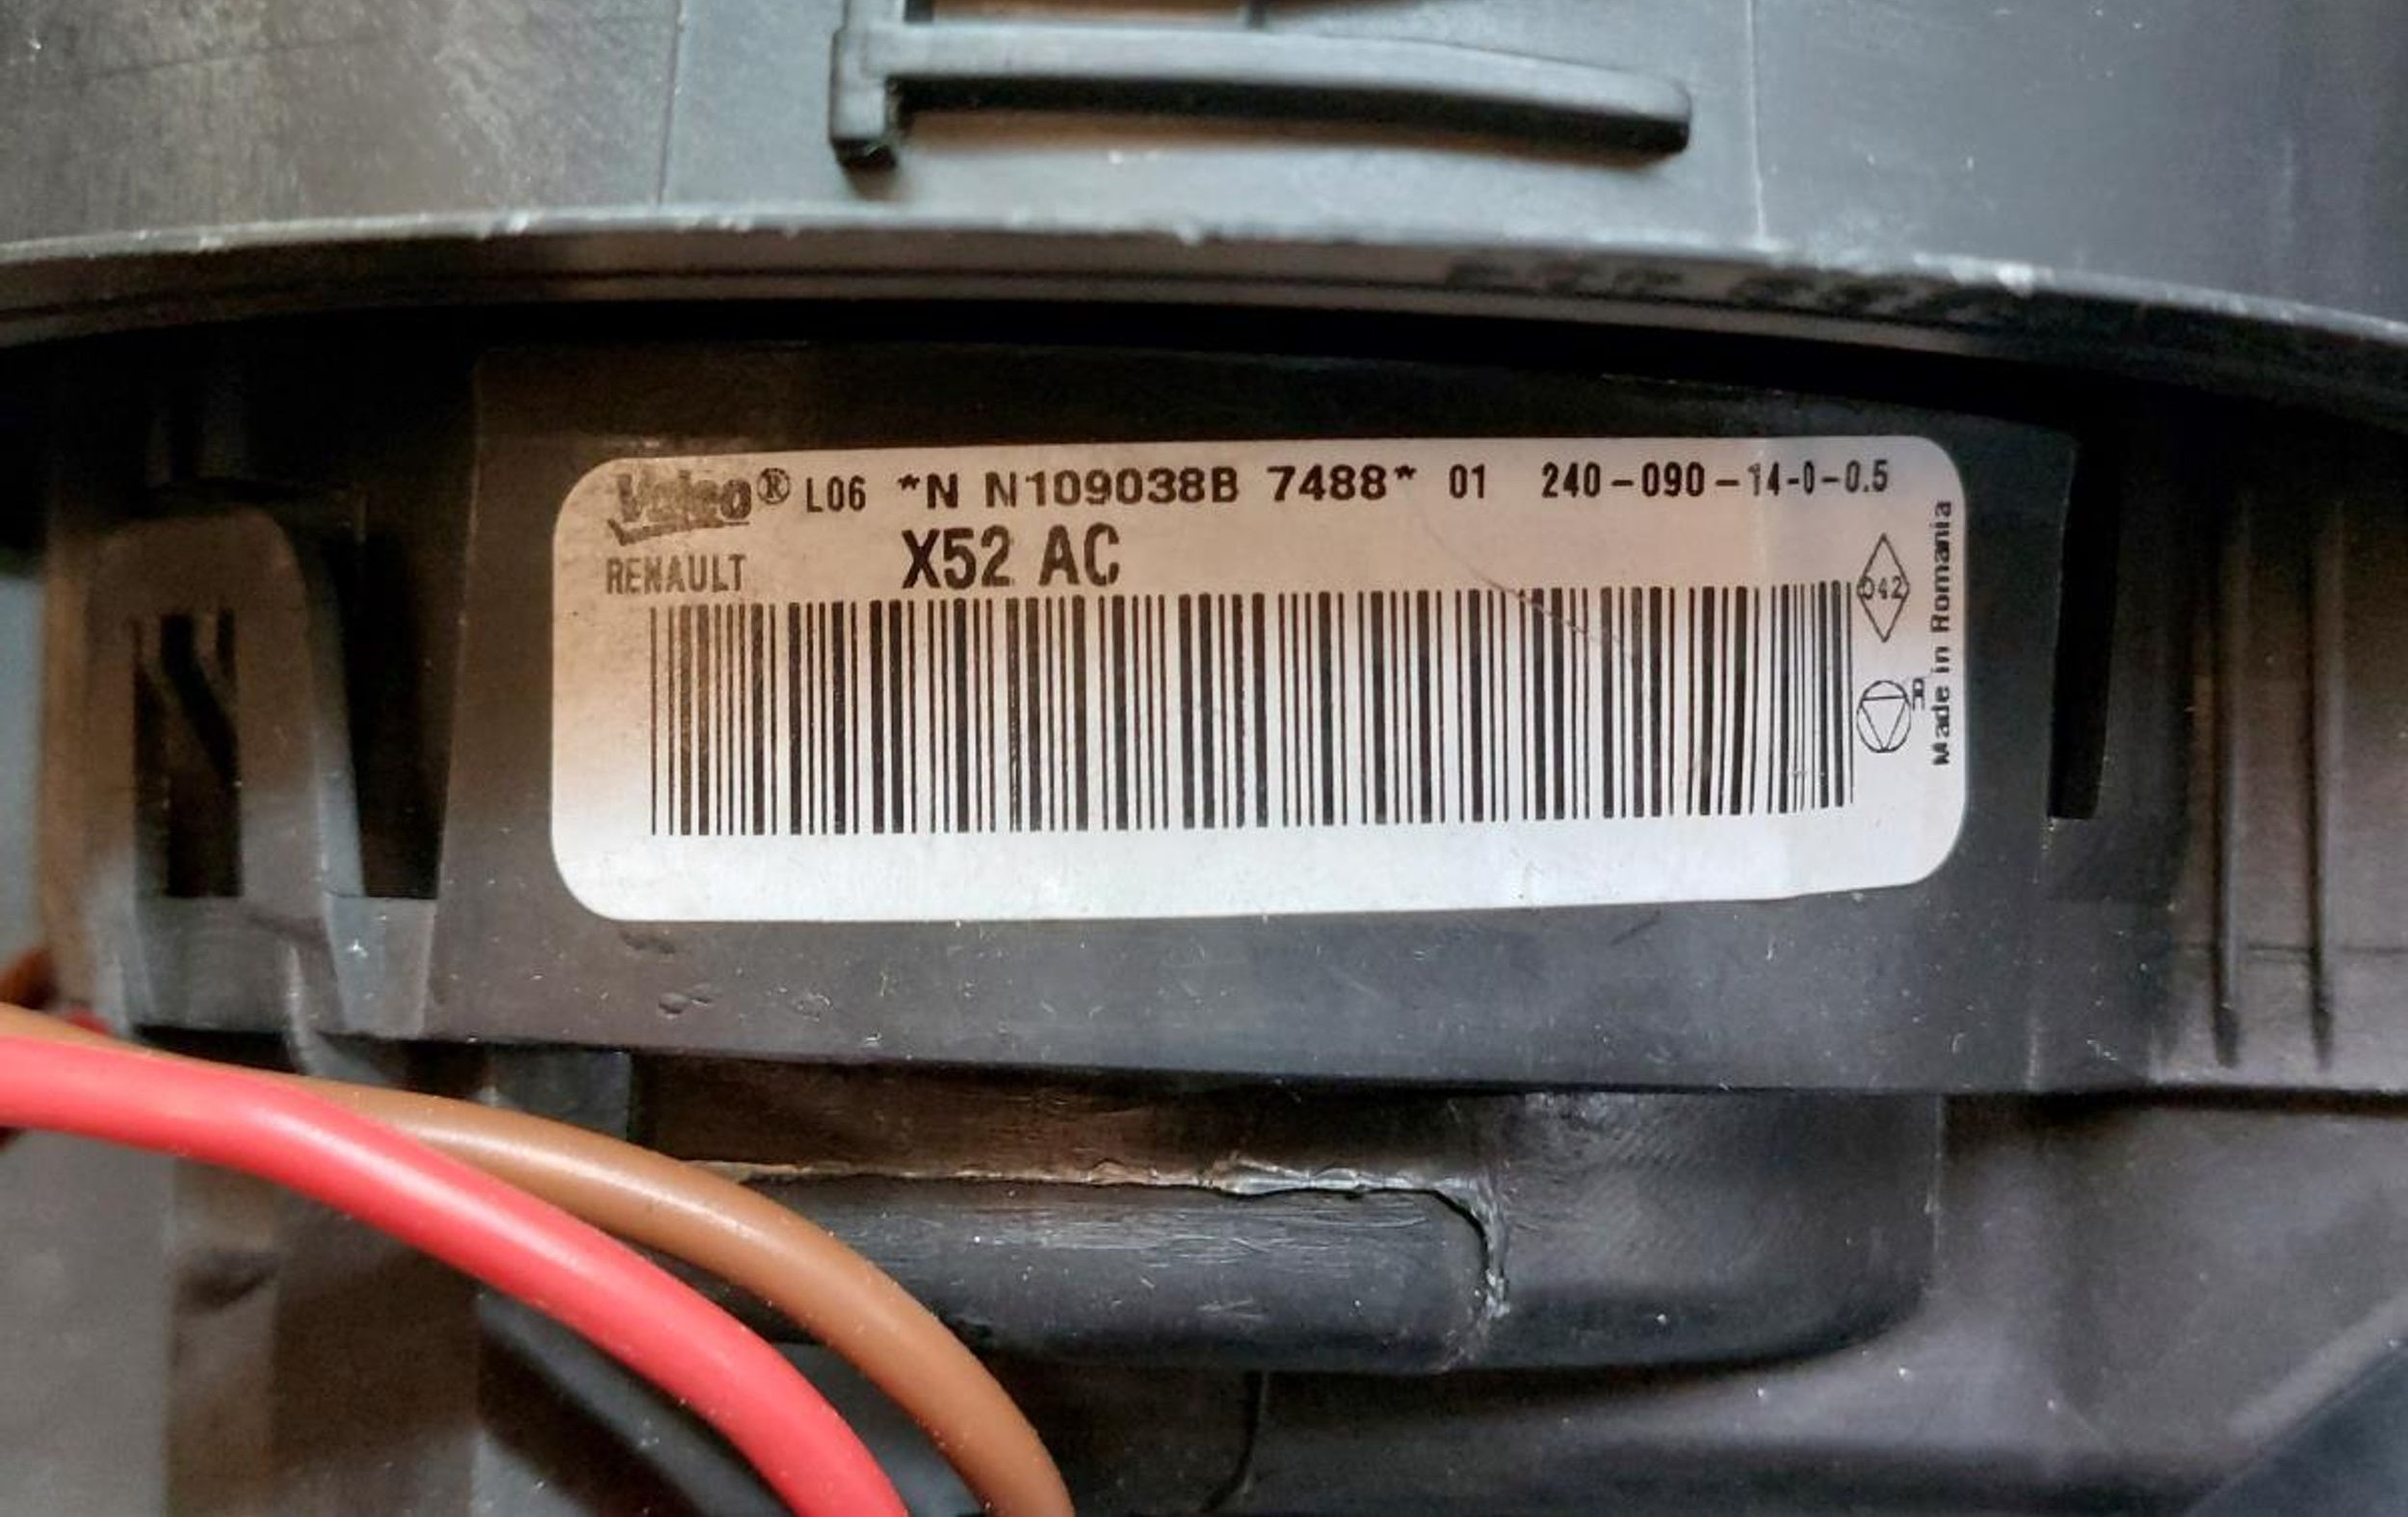 Valeo® L06 *N N109038B 7488* 01 240-090-14-0-0.5
RENAULT X52 AC
042
R
Made in Romania